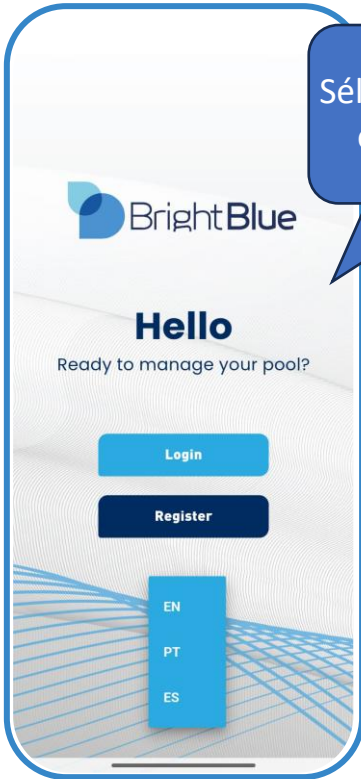 BrightBlue
Hello
Ready to manage your pool?
Login
Register
EN
PT
ES